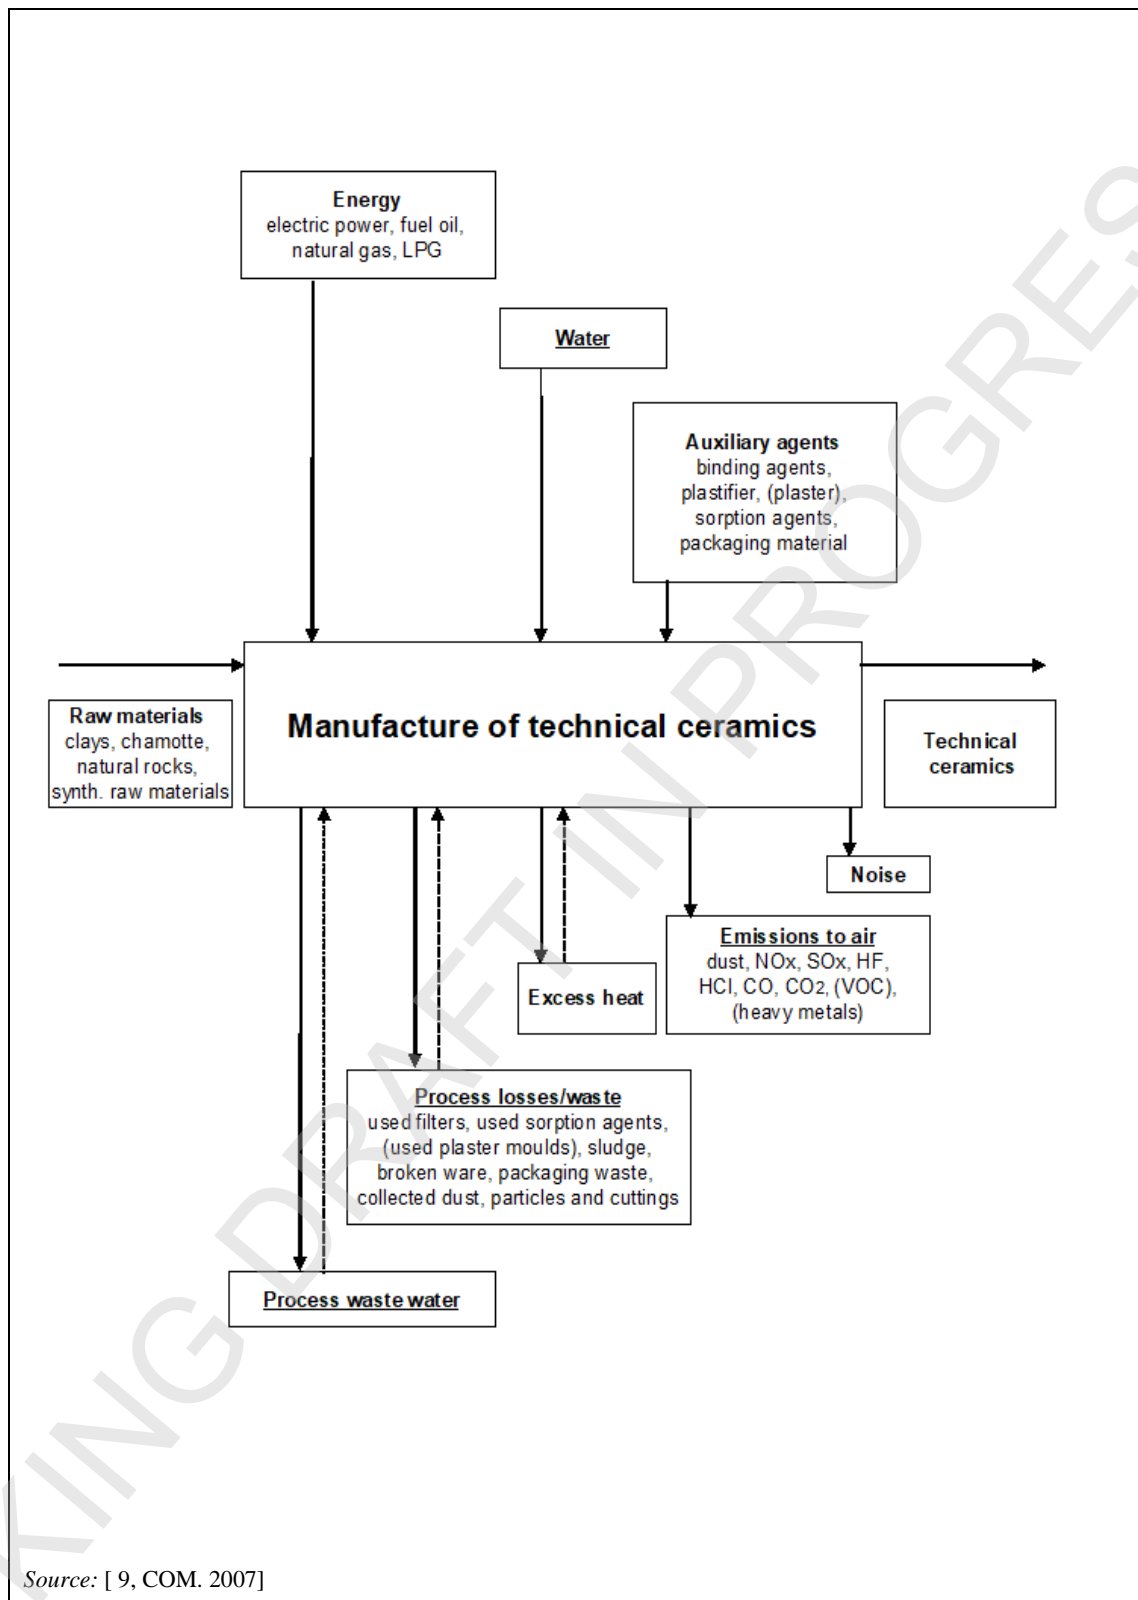 Energy
electric power, fuel oil,
natural gas, LPG
Water
Auxiliary agents
binding agents,
plastifier, (plaster),
sorption agents,
packaging material
Raw materials
clays, chamotte,
natural rocks,
synth. raw materials
Manufacture of technical ceramics
Technical
ceramics
Noise
Emissions to air
dust, NOx, SOx, HF,
HCl, CO, CO2, (VOC),
(heavy metals)
Excess heat
Process losses/waste
used filters, used sorption agents,
(used plaster moulds), sludge,
broken ware, packaging waste,
collected dust, particles and cuttings
Process waste water
KING DRAFT IN PROGRES
Source: [ 9, COM. 2007]